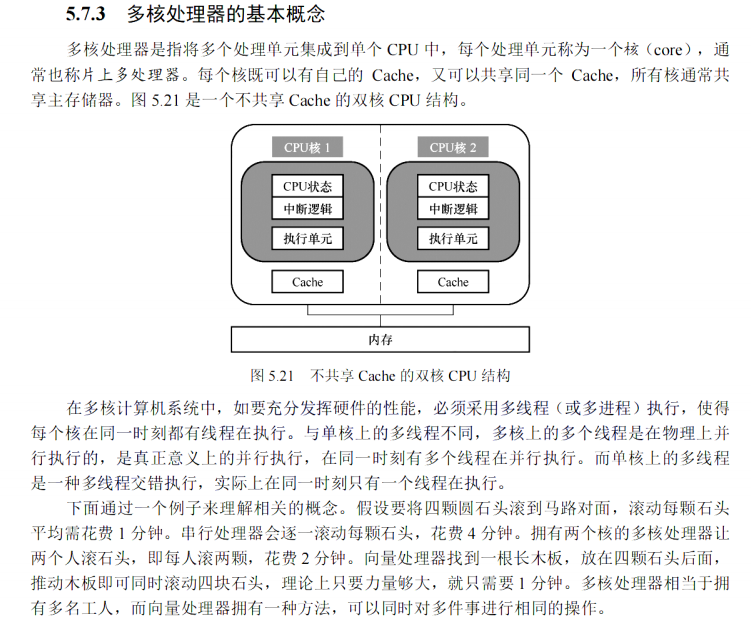 5.7.3 多核处理器的基本概念
多核处理器是指将多个处理单元集成到单个 CPU 中，每个处理单元称为一个核（core），通
常也称片上多处理器。每个核既可以有自己的 Cache，又可以共享同一个 Cache，所有核通常共
享主存储器。图 5.21 是一个不共享 Cache 的双核 CPU 结构。
CPU核 1
CPU核 2
CPU状态
CPU状态
中断逻辑
中断逻辑
执行单元
执行单元
Cache
Cache
内存
图 5.21 不共享 Cache 的双核 CPU 结构
在多核计算机系统中，如要充分发挥硬件的性能，必须采用多线程（或多进程）执行，使得
每个核在同一时刻都有线程在执行。与单核上的多线程不同，多核上的多个线程是在物理上并
行执行的，是真正意义上的并行执行，在同一时刻有多个线程在并行执行。而单核上的多线程
是一种多线程交错执行，实际上在同一时刻只有一个线程在执行。
下面通过一个例子来理解相关的概念。假设要将四颗圆石头滚到马路对面，滚动每颗石头
平均需花费 1 分钟。串行处理器会逐一滚动每颗石头，花费 4 分钟。拥有两个核的多核处理器让
两个人滚石头，即每人滚两颗，花费 2 分钟。向量处理器找到一根长木板，放在四颗石头后面，
推动木板即可同时滚动四块石头，理论上只要力量够大，就只需要 1 分钟。多核处理器相当于拥
有多名工人，而向量处理器拥有一种方法，可以同时对多件事进行相同的操作。